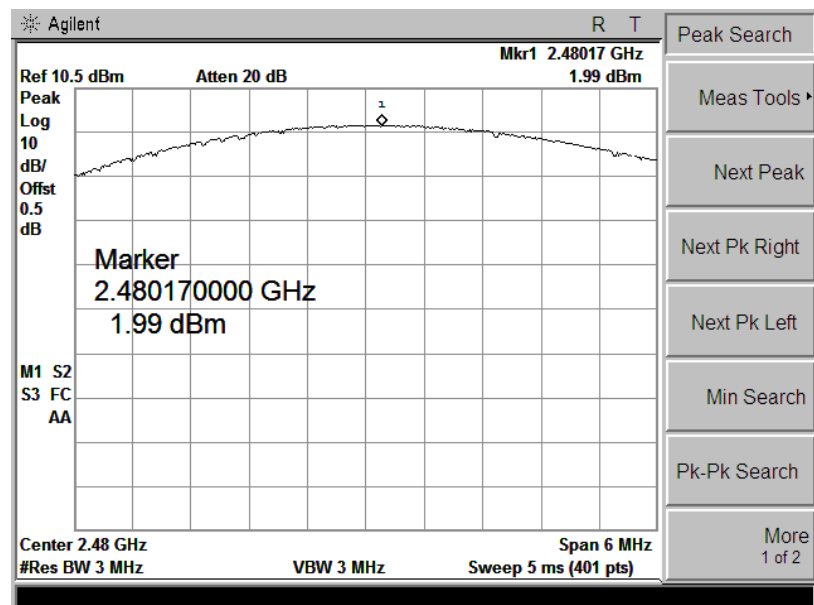 Agilent R T
Mkr1 2.48017 GHz
Ref 10.5 dBm Atten 20 dB 1.99 dBm
Peak
Log
10
dB/
Offst
0.5
dB
1
Marker
2.480170000 GHz
1.99 dBm
M1 S2
S3 FC
AA
Center 2.48 GHz Span 6 MHz
#Res BW 3 MHz VBW 3 MHz Sweep 5 ms (401 pts)
Peak Search
Meas Tools
Next Peak
Next Pk Right
Next Pk Left
Min Search
Pk-Pk Search
More
1 of 2